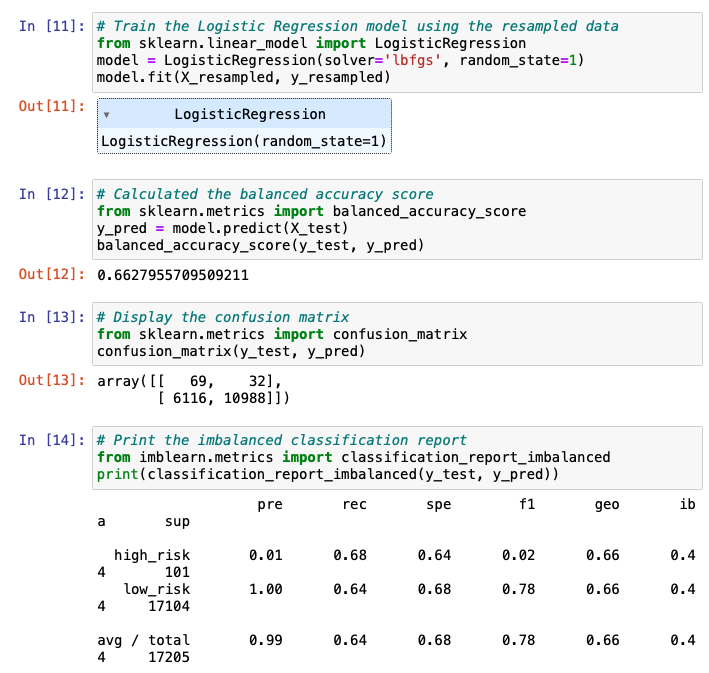 In [11]: # Train the Logistic Regression model using the resampled data
from sklearn.linear_model import LogisticRegression
model = LogisticRegression(solver='lbfgs', random_state=1)
model.fit(X_resampled, y_resampled)
Out[11]: ▾ LogisticRegression
LogisticRegression(random_state=1)
In [12]: # Calculated the balanced accuracy score
from sklearn.metrics import balanced_accuracy_score
y_pred = model.predict(X_test)
balanced_accuracy_score(y_test, y_pred)
Out[12]: 0.6627955709509211
In [13]: # Display the confusion matrix
from sklearn.metrics import confusion_matrix
confusion_matrix(y_test, y_pred)
Out[13]: array([[   69,    32],
       [ 6116, 10988]])
In [14]: # Print the imbalanced classification report
from imblearn.metrics import classification_report_imbalanced
print(classification_report_imbalanced(y_test, y_pred))
                   pre       rec       spe        f1       geo       ib
a       sup
  high_risk       0.01      0.68      0.64      0.02      0.66      0.4
4       101
   low_risk       1.00      0.64      0.68      0.78      0.66      0.4
4     17104
avg / total       0.99      0.64      0.68      0.78      0.66      0.4
4     17205